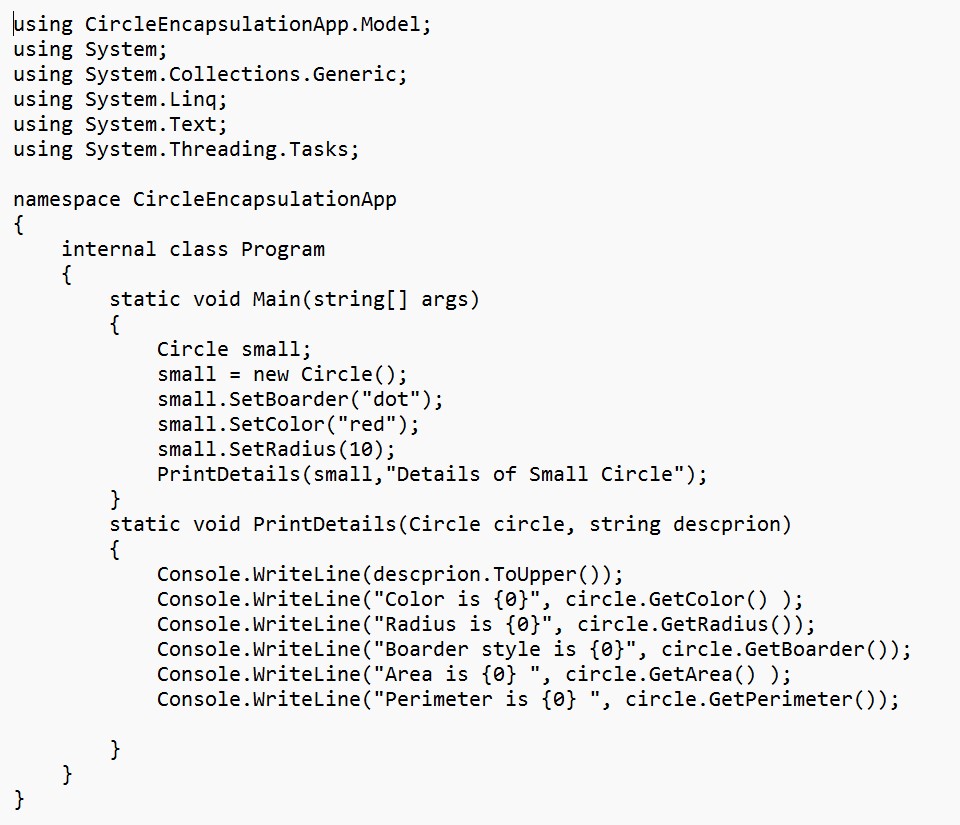 using CircleEncapsulationApp.Model;
using System;
using System.Collections.Generic;
using System.Linq;
using System.Text;
using System.Threading.Tasks;

namespace CircleEncapsulationApp
{
    internal class Program
    {
        static void Main(string[] args)
        {
            Circle small;
            small = new Circle();
            small.SetBoarder("dot");
            small.SetColor("red");
            small.SetRadius(10);
            PrintDetails(small,"Details of Small Circle");
        }
        static void PrintDetails(Circle circle, string descprion)
        {
            Console.WriteLine(descprion.ToUpper());
            Console.WriteLine("Color is {0}", circle.GetColor() );
            Console.WriteLine("Radius is {0}", circle.GetRadius());
            Console.WriteLine("Boarder style is {0}", circle.GetBoarder());
            Console.WriteLine("Area is {0} ", circle.GetArea() );
            Console.WriteLine("Perimeter is {0} ", circle.GetPerimeter());

        }
    }
}